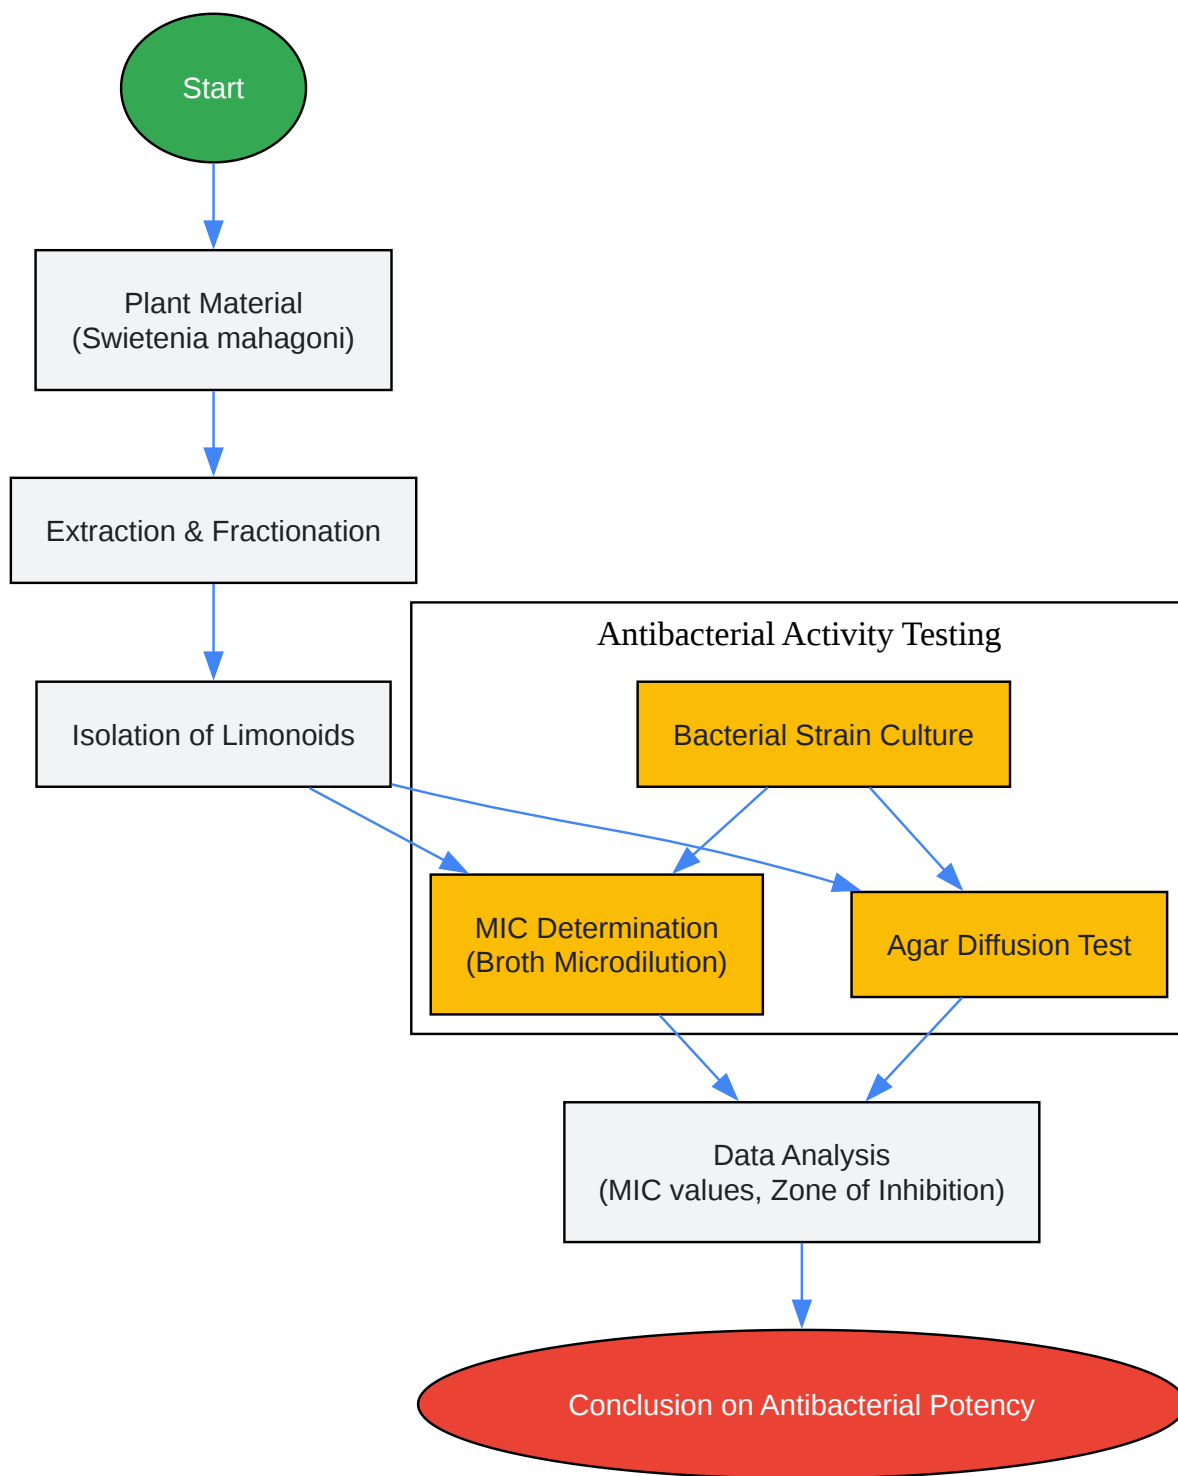 Start
Plant Material
(Swietenia mahagoni)
Extraction & Fractionation
Antibacterial Activity Testing
Isolation of Limonoids
Bacterial Strain Culture
MIC Determination
(Broth Microdilution)
Agar Diffusion Test
Data Analysis
(MIC values, Zone of Inhibition)
Conclusion on Antibacterial Potency